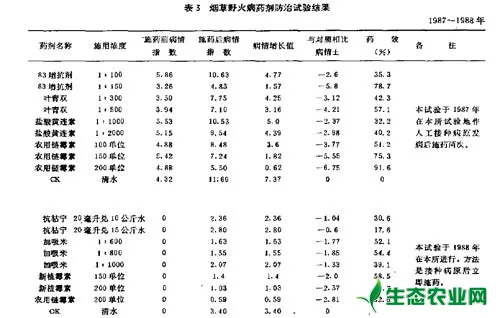 表 3 烟草野火病药剂防治试验结果
1987—1988年
药剂名称 施用浓度 施药前病情指数 施药后病情指数 病情增长值 与对照相比病情± 药效(%) 备注
83增抗剂 1:100 5.86 10.63 4.77 -2.6 35.3
83增抗剂 1:150 3.26 4.83 1.57 -5.8 78.7
叶青双 1:300 3.50 7.75 4.25 -3.12 42.3
叶青双 1:500 3.94 7.10 3.16 -4.21 57.1
盐酸黄连素 1:1000 5.53 10.53 5.0 -2.37 32.2
盐酸黄连素 1:2000 5.15 9.54 4.39 -2.98 40.2
农用链霉素 100单位 4.88 8.48 3.6 -3.77 51.2
农用链霉素 150单位 5.42 7.24 1.82 -5.55 75.3
农用链霉素 200单位 4.88 5.50 0.62 -6.75 91.6
CK 清水 4.32 11.69 7.37
本试验于1987年
在本所试验地作
人工接种病原发
病后施药两次。
抗枯宁 20毫升兑10公斤水 0 2.36 2.36 -1.04 30.6
抗枯宁 20毫升兑15公斤水 0 2.80 2.80 -0.6 17.6
加吸米 1:600 0 1.63 1.63 -1.77 52.1
加吸米 1:800 0 1.55 1.55 -1.85 54.4
加吸米 1:1000 0 2.07 2.07 -1.33 39.1
新植霉素 150单位 0 1.4 1.4 -2.0 58.5
新植霉素 200单位 0 1.03 1.03 -2.37
农用链霉素 200单位 0 0.59 0.59 -2.81
CK 清水 0 3.40 3.40
本试验于1988年
在本所进行。方法
是接种病原后立
即施药。
生态农业网